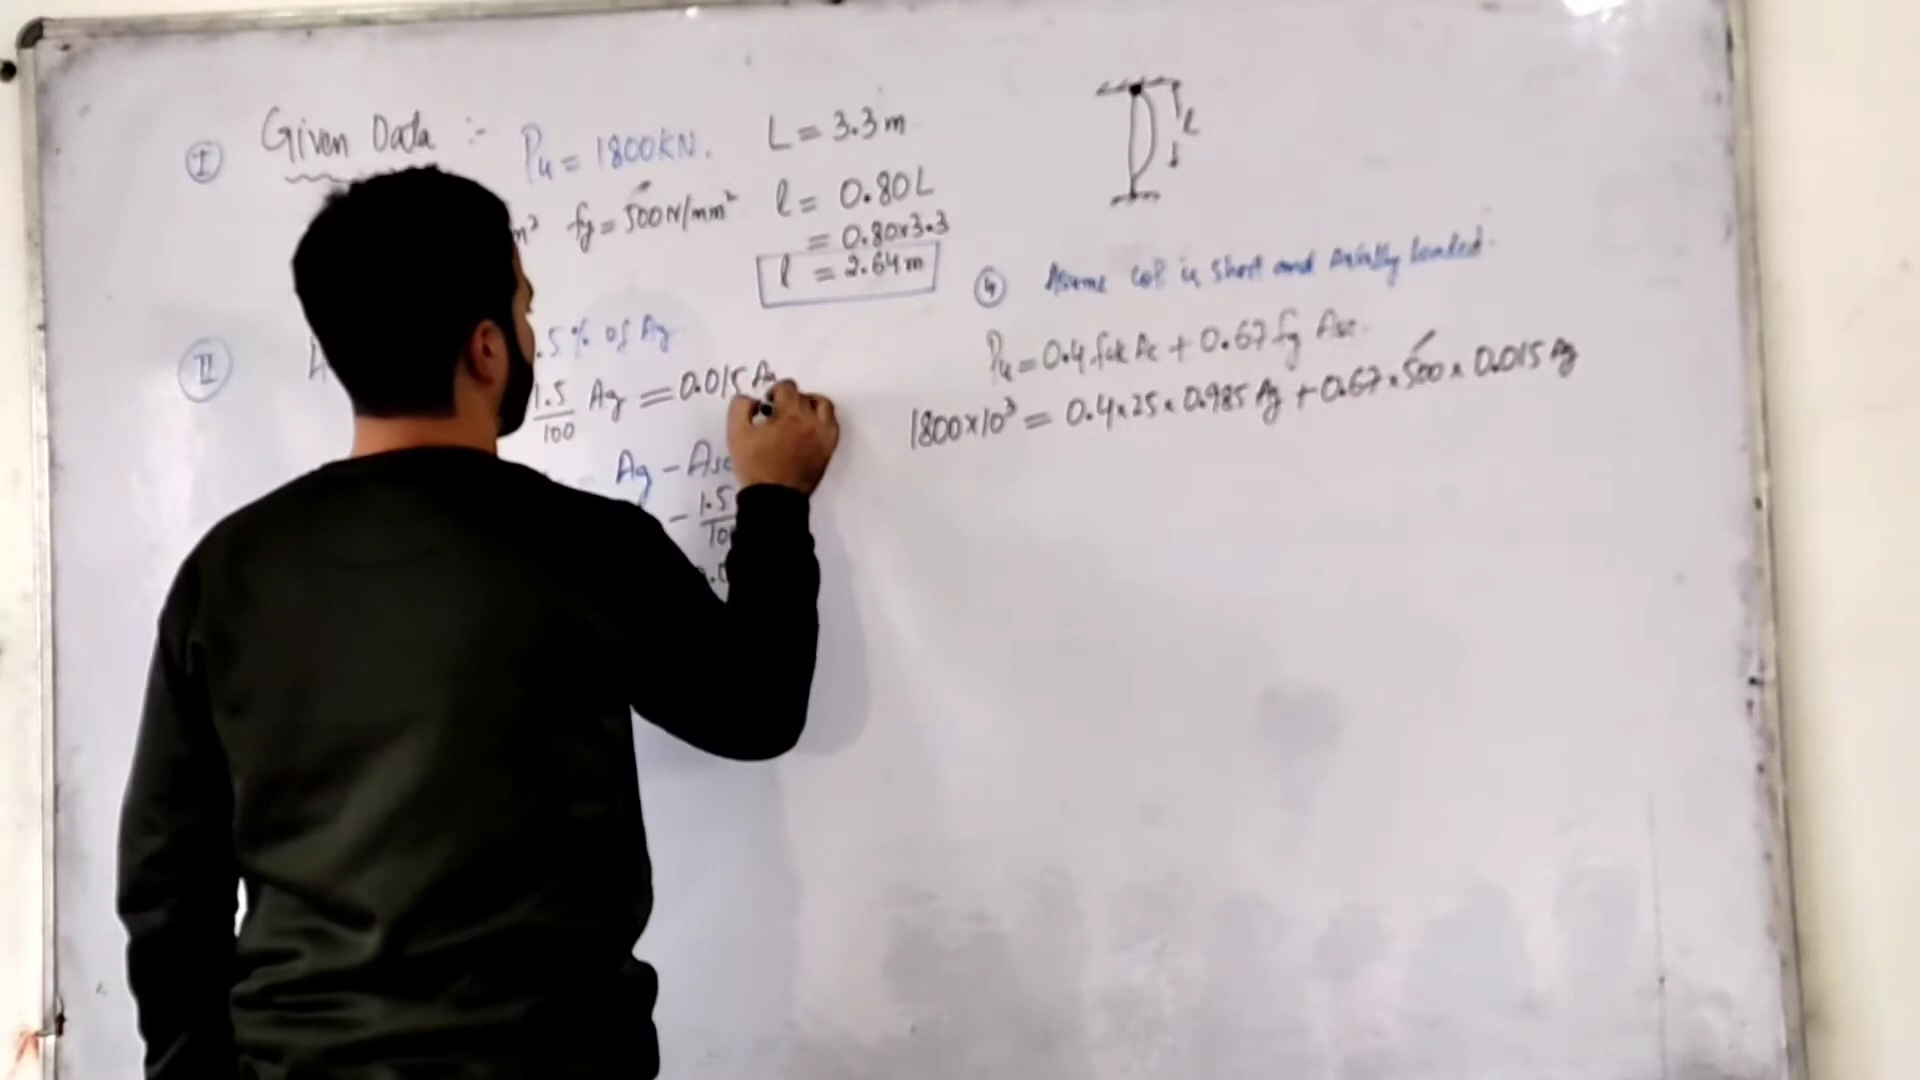 I Given Data :- Pu = 1800KN. L = 3.3m
m² fy = 500N/mm² l = 0.80L
= 0.80x3.3
l = 2.64m
II .5% of Ag
1.5/100 Ag = 0.015 Ag
Ag - Asc
- 1.5
l
4 Assume col is short and axially loaded.
Pu = 0.4 fck Ac + 0.67 fy Asc.
1800x10³ = 0.4x25x0.985 Ag + 0.67x500x0.015 Ag